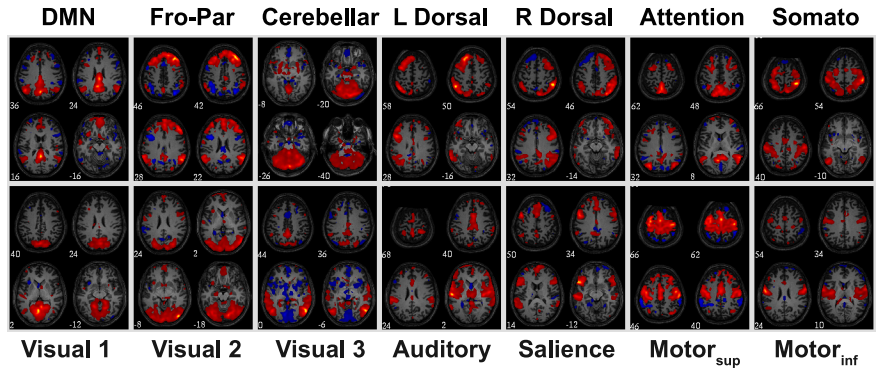 DMN Fro-Par Cerebellar L Dorsal R Dorsal Attention Somato
36 24 46 42 -8 -20 58 50 54 46 62 48 66 54
16 -16 28 22 -26 -40 28 -16 32 -14 32 8 40 -10
40 24 24 2 44 36 68 50 34 66 62 54 34
2 -12 -8 -18 0 -6 24 2 14 -12 46 40 24 10
Visual 1 Visual 2 Visual 3 Auditory Salience Motorsup Motorinf